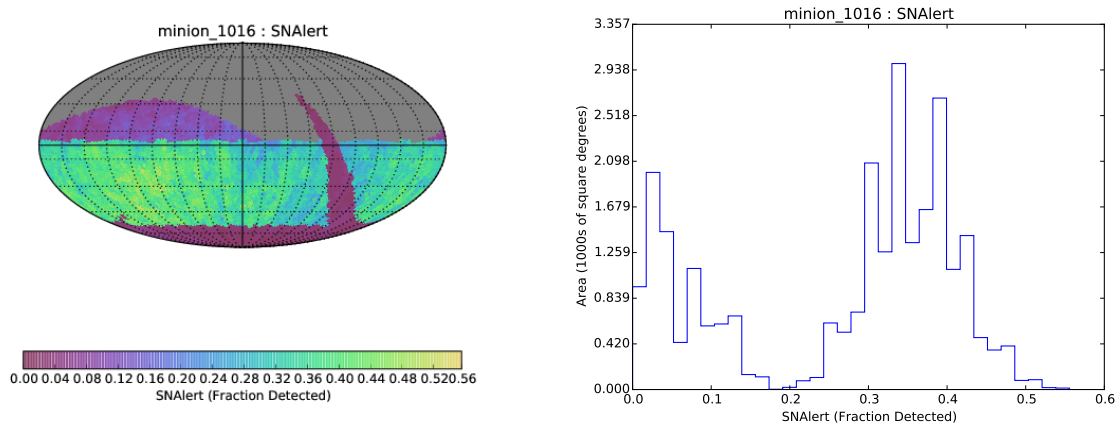 minion_1016 : SNAlert
0.00 0.04 0.08 0.12 0.16 0.20 0.24 0.28 0.32 0.36 0.40 0.44 0.48 0.52 0.56
SNAlert (Fraction Detected)
minion_1016 : SNAlert
3.357
2.938
2.518
2.098
1.679
1.259
0.839
0.420
0.000
Area (1000s of square degrees)
0.0 0.1 0.2 0.3 0.4 0.5 0.6
SNAlert (Fraction Detected)